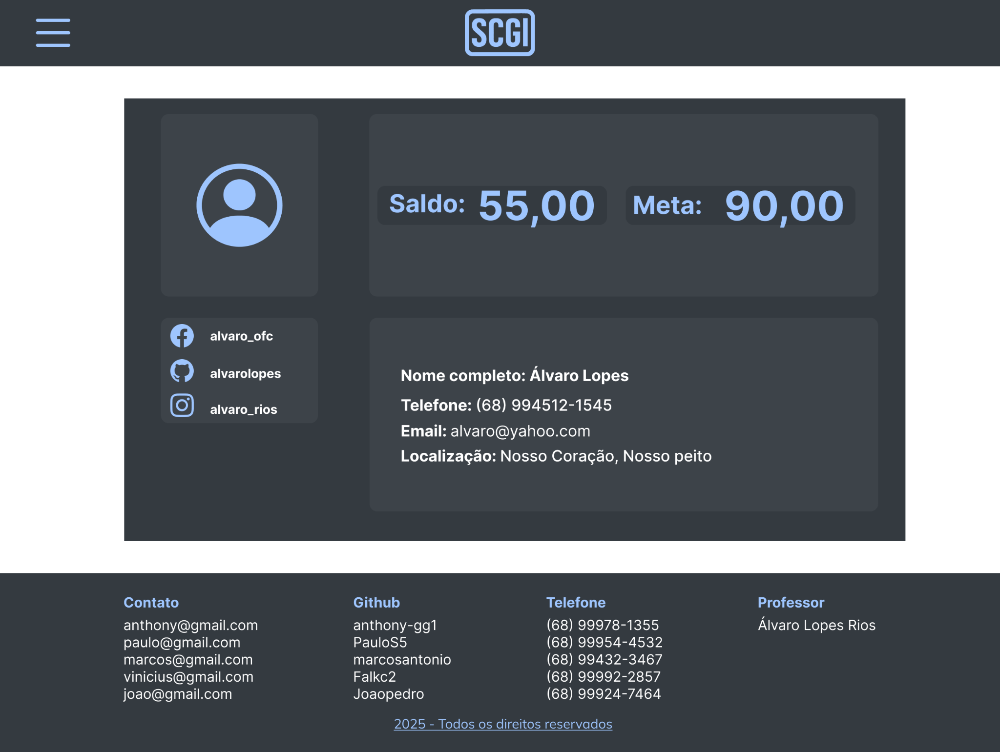 SCGI
Saldo: 55,00
Meta: 90,00
alvaro_ofc
alvarolopes
alvaro_rios
Nome completo: Álvaro Lopes
Telefone: (68) 994512-1545
Email: alvaro@yahoo.com
Localização: Nosso Coração, Nosso peito
Contato
anthony@gmail.com
paulo@gmail.com
marcos@gmail.com
vinicius@gmail.com
joao@gmail.com
Github
anthony-gg1
PauloS5
marcosantonio
Falkc2
Joaopedro
Telefone
(68) 99978-1355
(68) 99954-4532
(68) 99432-3467
(68) 99992-2857
(68) 99924-7464
Professor
Álvaro Lopes Rios
2025 - Todos os direitos reservados